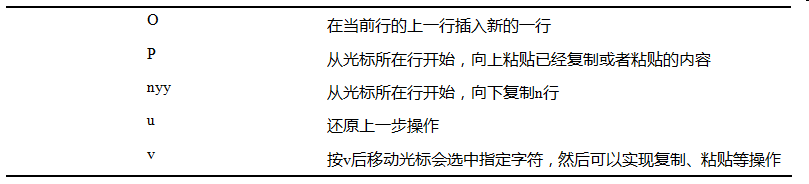 O 在当前行的上一行插入新的一行
P 从光标所在行开始，向上粘贴已经复制或者粘贴的内容
nyy 从光标所在行开始，向下复制n行
u 还原上一步操作
v 按v后移动光标会选中指定字符，然后可以实现复制、粘贴等操作